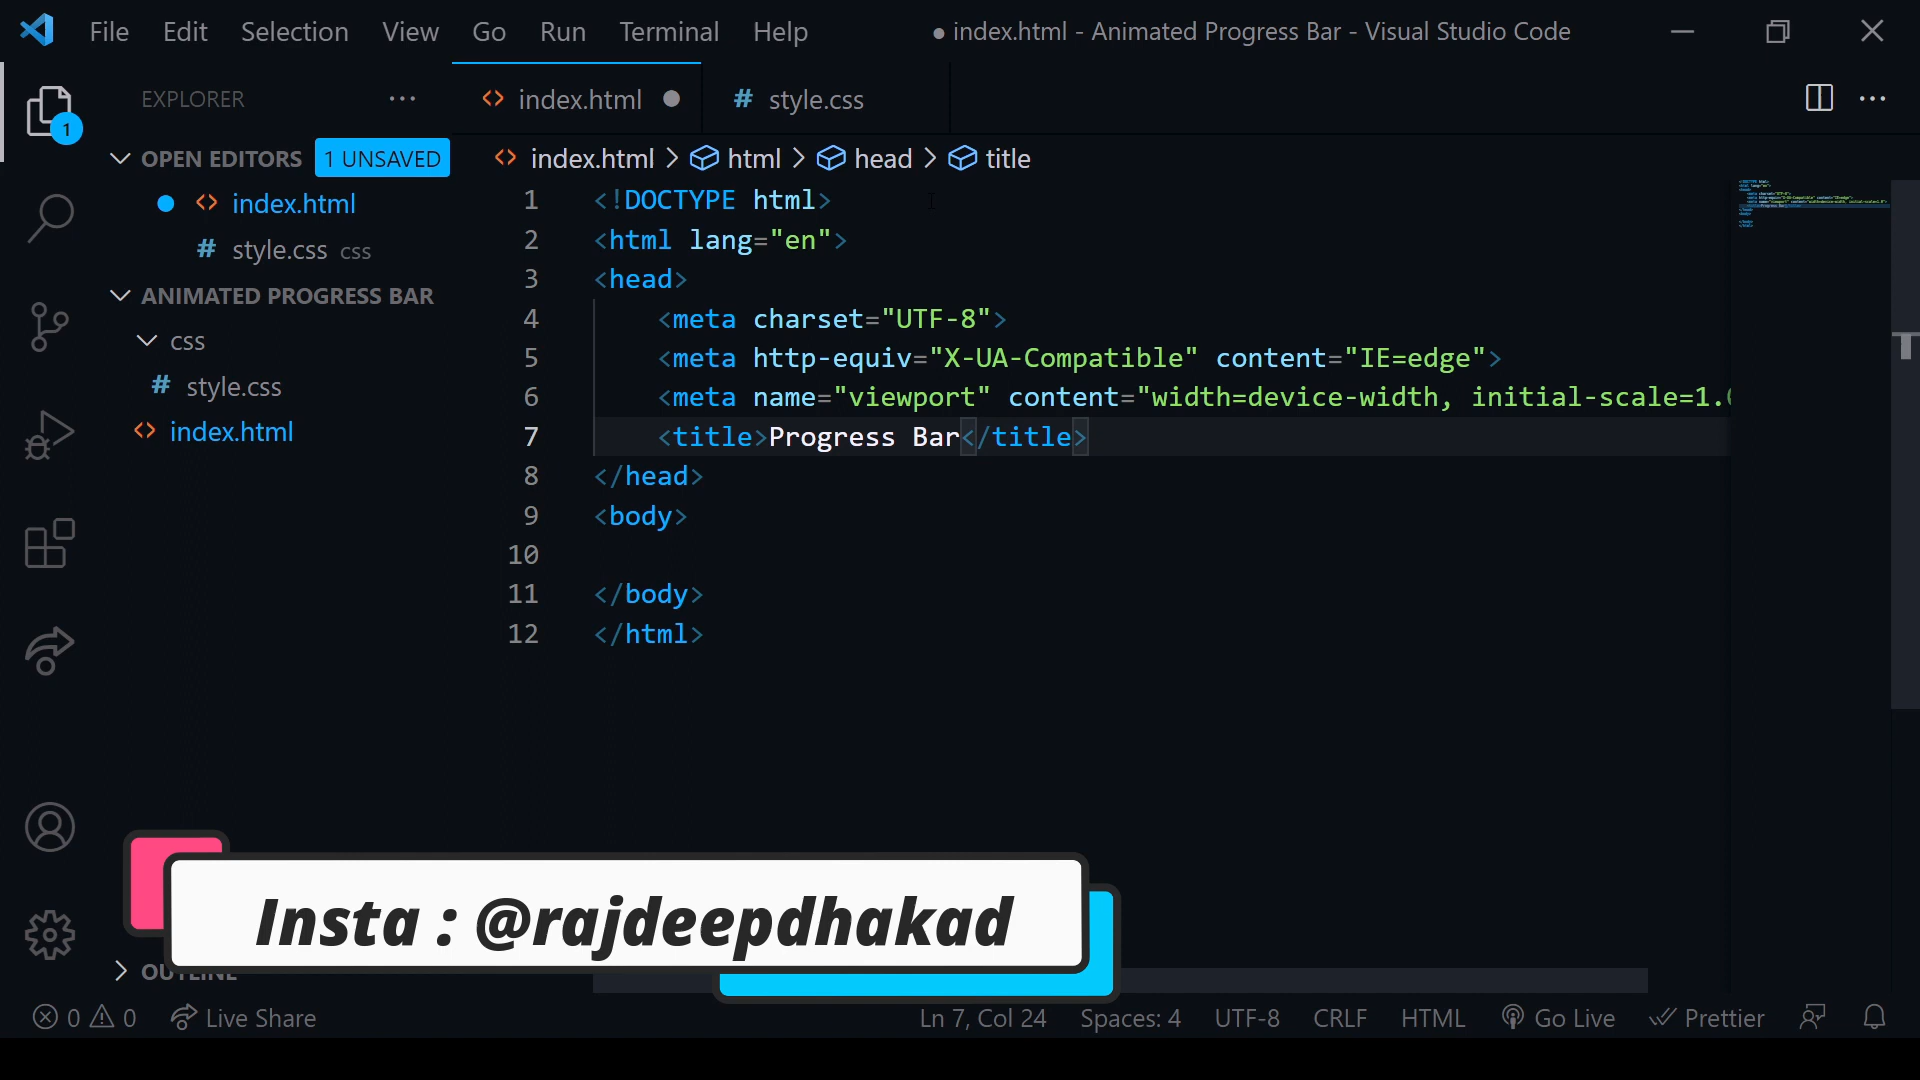 File Edit Selection View Go Run Terminal Help ● index.html - Animated Progress Bar - Visual Studio Code
EXPLORER ···
index.html ●
# style.css
···
1
OPEN EDITORS 1 UNSAVED
● index.html
# style.css css
ANIMATED PROGRESS BAR
css
# style.css
index.html
index.html > html > head > title
1 <!DOCTYPE html>
2 <html lang="en">
3 <head>
4 <meta charset="UTF-8">
5 <meta http-equiv="X-UA-Compatible" content="IE=edge">
6 <meta name="viewport" content="width=device-width, initial-scale=1.
7 <title>Progress Bar</title>
8 </head>
9 <body>
10
11 </body>
12 </html>
Insta : @rajdeepdhakad
0 0 Live Share Ln 7, Col 24 Spaces: 4 UTF-8 CRLF HTML Go Live Prettier